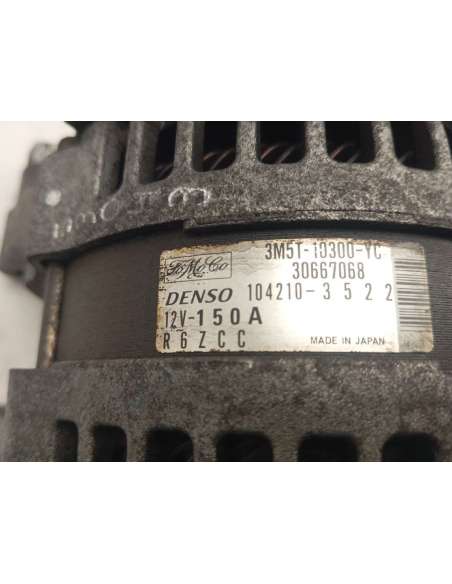 FoMoCo
3M5T-10300-YC
30667068
DENSO 104210-3522
12V-150A
R6ZCC
MADE IN JAPAN